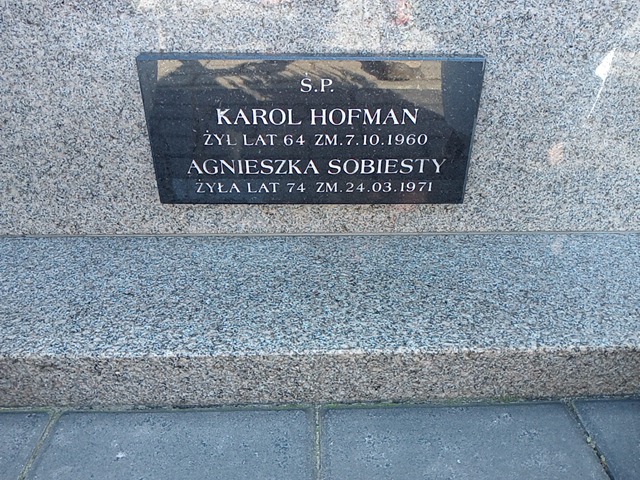 Ś.P.
KAROL HOFMAN
ŻYŁ LAT 64 ZM.7.10.1960
AGNIESZKA SOBIESTY
ŻYŁA LAT 74 ZM.24.03.1971